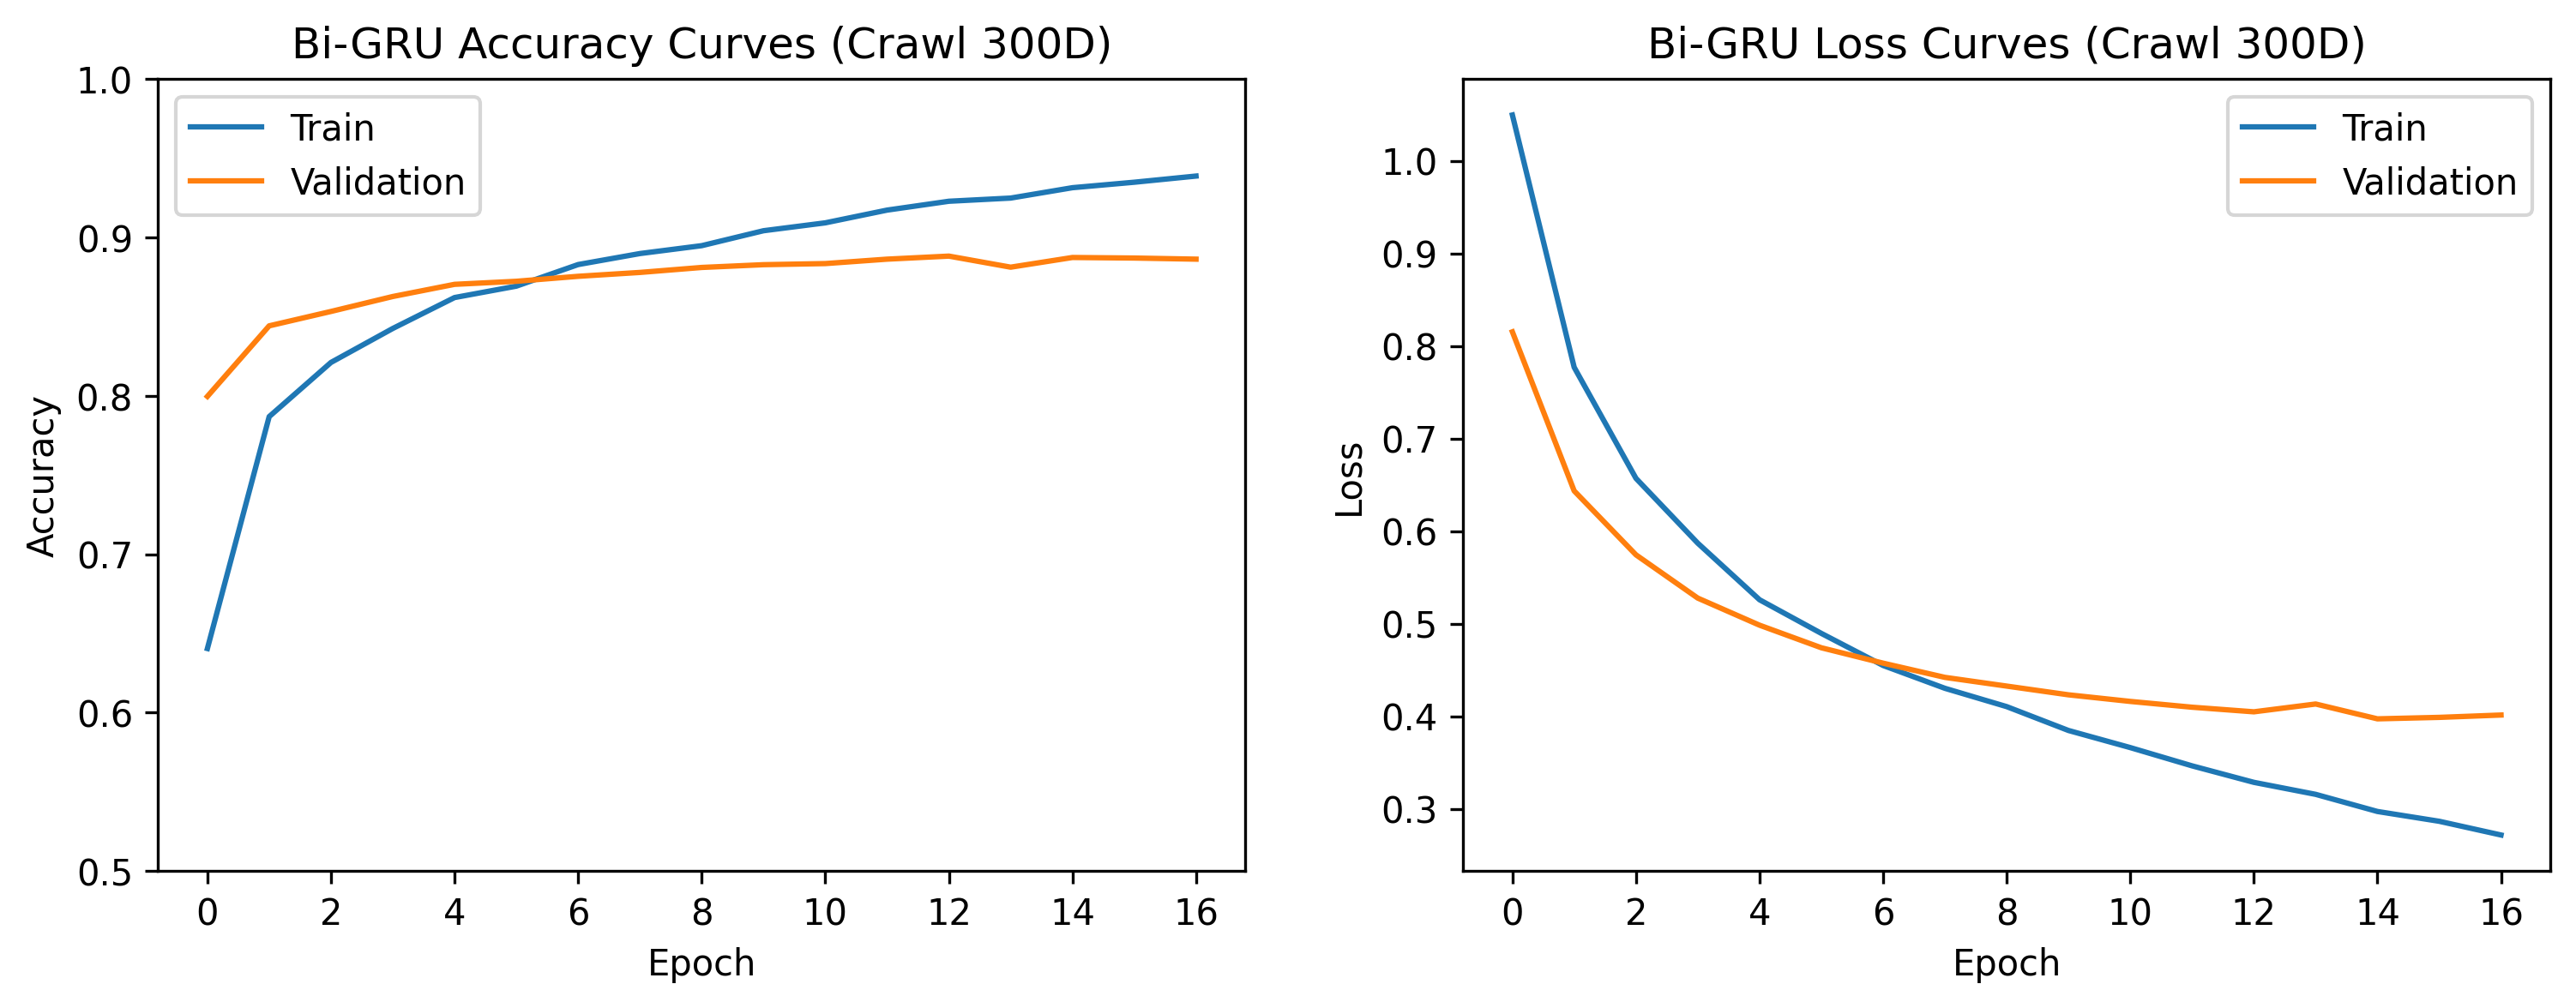 Bi-GRU Accuracy Curves (Crawl 300D)
1.0
0.9
0.8
0.7
0.6
0.5
Accuracy
Train
Validation
0 2 4 6 8 10 12 14 16
Epoch
Bi-GRU Loss Curves (Crawl 300D)
1.0
0.9
0.8
0.7
0.6
0.5
0.4
0.3
Loss
Train
Validation
0 2 4 6 8 10 12 14 16
Epoch